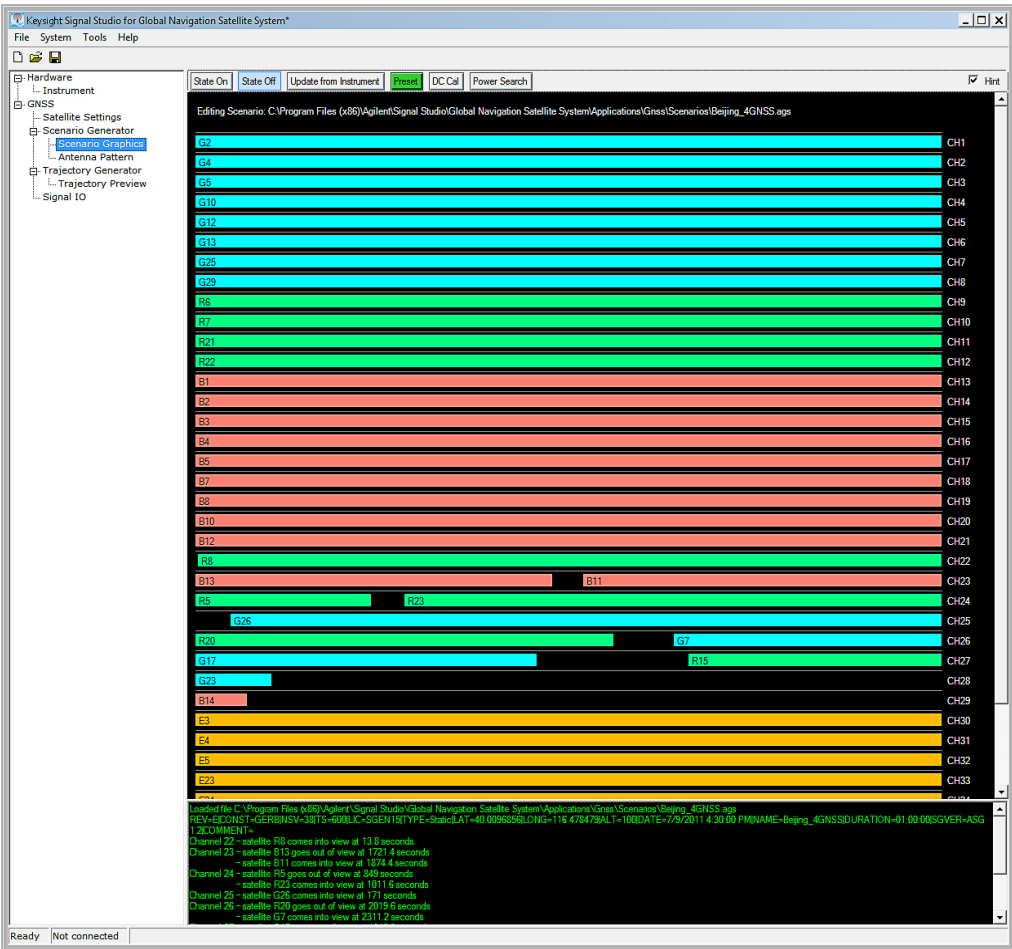 Keysight Signal Studio for Global Navigation Satellite System*
File System Tools Help
Hardware
Instrument
GNSS
Satellite Settings
Scenario Generator
Scenario Graphics
Antenna Pattern
Trajectory Generator
Trajectory Preview
Signal IO
State On State Off Update from Instrument Preset DC Cal Power Search Hint
Editing Scenario: C:\Program Files (x86)\Agilent\Signal Studio\Global Navigation Satellite System\Applications\Gnss\Scenarios\Beijing_4GNSS.ags
G2 CH1
G4 CH2
G5 CH3
G10 CH4
G12 CH5
G13 CH6
G25 CH7
G29 CH8
R6 CH9
R7 CH10
R21 CH11
R22 CH12
B1 CH13
B2 CH14
B3 CH15
B4 CH16
B5 CH17
B7 CH18
B8 CH19
B10 CH20
B12 CH21
R8 CH22
B13 B11 CH23
R5 R23 CH24
G26 CH25
R20 G7 CH26
G17 R15 CH27
G23 CH28
B14 CH29
E3 CH30
E4 CH31
E5 CH32
E23 CH33
Loaded file C:\Program Files (x86)\Agilent\Signal Studio\Global Navigation Satellite System\Applications\Gnss\Scenarios\Beijing_4GNSS.ags
REV=E|CONST=GERB|NSV=38|TS=600|LIC=SGEN15|TYPE=Static|LAT=40.0096856|LONG=116.478479|ALT=100|DATE=7/9/2011 4:30:00 PM|NAME=Beijing_4GNSS|DURATION=01:00:00|SGVER=ASG
1.2|COMMENT=
Channel 22 - satellite R8 comes into view at 13.8 seconds
Channel 23 - satellite B13 goes out of view at 1721.4 seconds
- satellite B11 comes into view at 1874.4 seconds
Channel 24 - satellite R5 goes out of view at 849 seconds
- satellite R23 comes into view at 1011.6 seconds
Channel 25 - satellite G26 comes into view at 171 seconds
Channel 26 - satellite R20 goes out of view at 2019.6 seconds
- satellite G7 comes into view at 2311.2 seconds
Ready Not connected